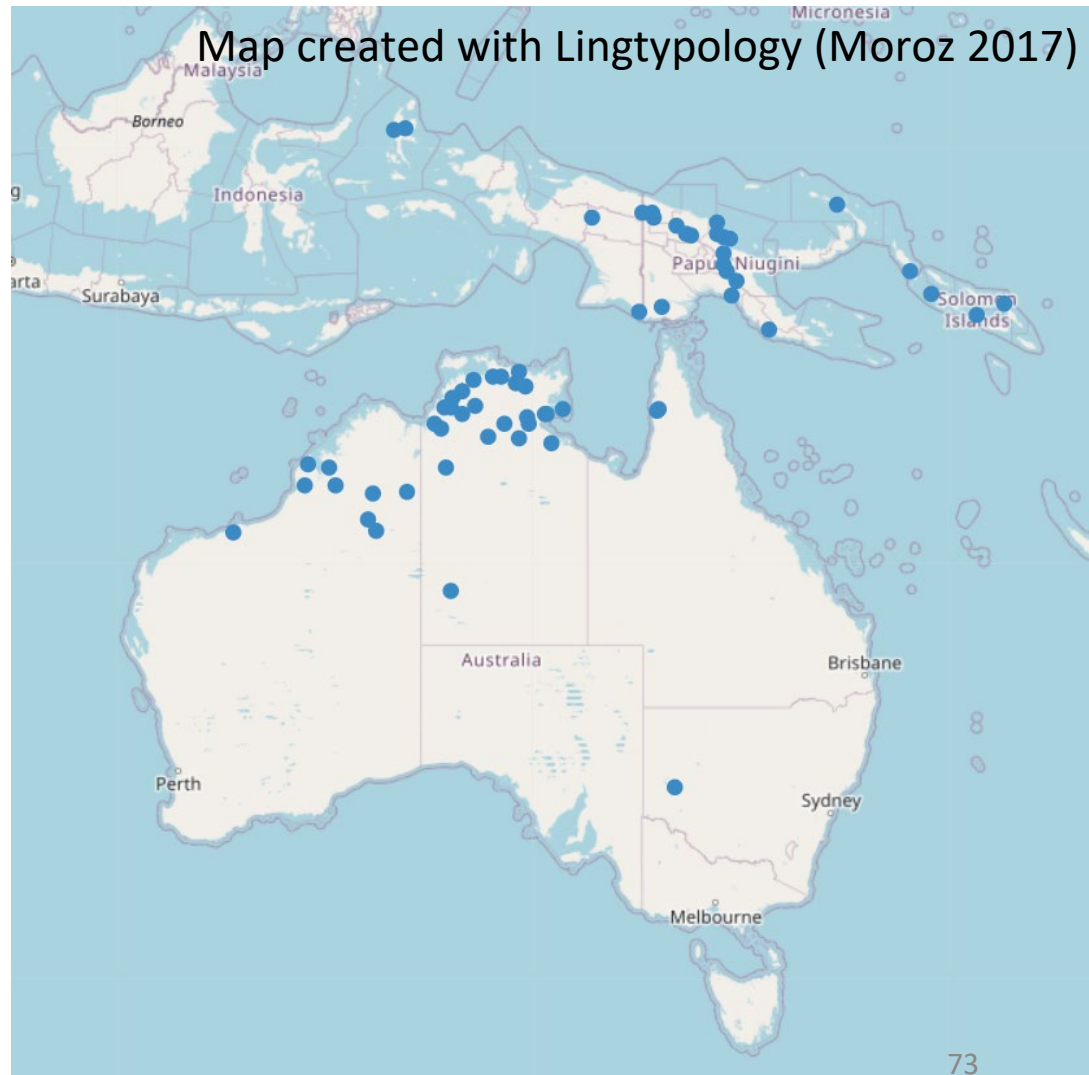 Micronesia
Map created with Lingtypology (Moroz 2017)
Malaysia
Borneo
Indonesia
g
Papu Niugini
arta
Surabaya
Solomon
Islands
Australia
Brisbane
Perth
Sydney
Melbourne
73